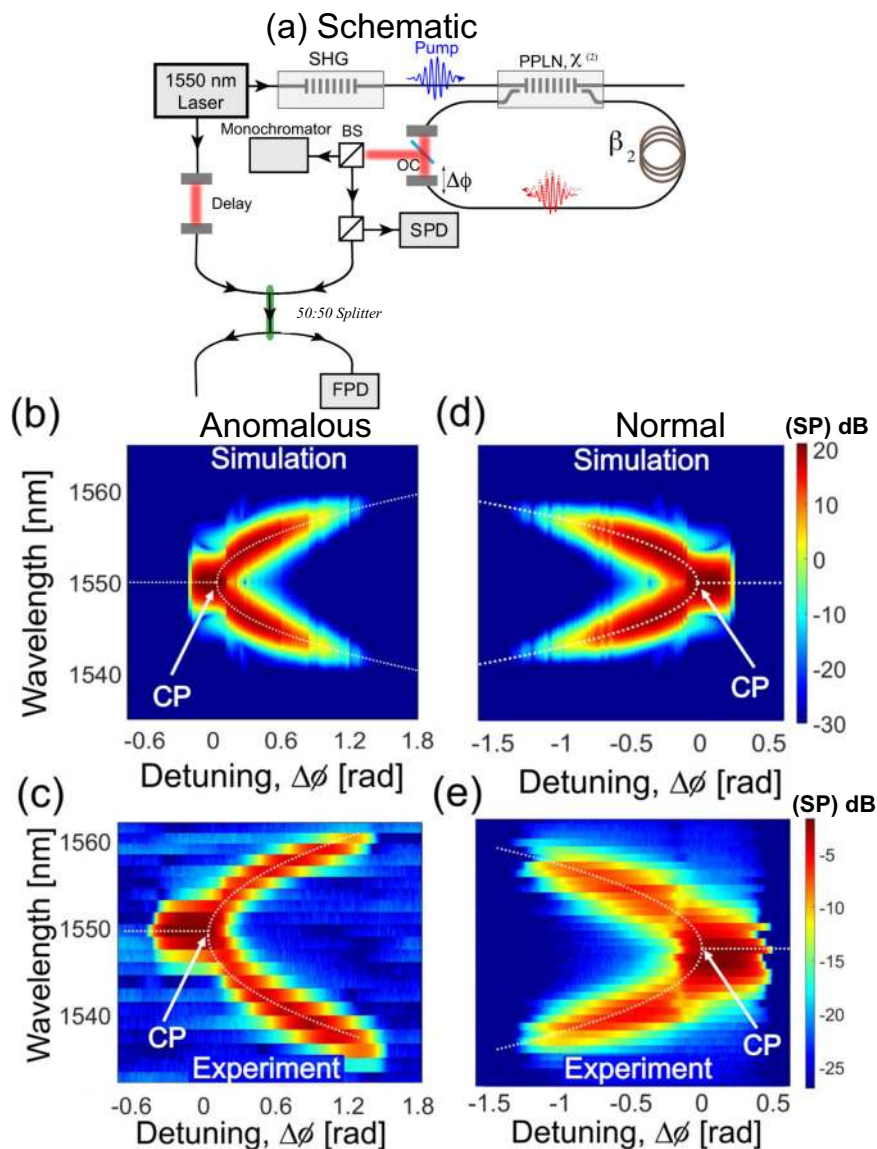 (a) Schematic
SHG
Pump
PPLN, χ (2)
1550 nm
Laser
Monochromator
BS
OC
Δϕ
β2
Delay
SPD
50:50 Splitter
FPD
(b)
Anomalous
(d)
Normal
(SP) dB
Simulation
Simulation
Wavelength [nm]
1560
1550
1540
CP
CP
20
10
0
-10
-20
-30
-0.6 0 0.6 1.2 1.8
-1.5 -1 -0.5 0 0.5
Detuning, Δϕ [rad]
Detuning, Δϕ [rad]
(c)
(e)
(SP) dB
Wavelength [nm]
1560
1550
1540
CP
CP
Experiment
Experiment
-5
-10
-15
-20
-25
-0.6 0 0.6 1.2 1.8
-1.5 -1 -0.5 0 0.5
Detuning, Δϕ [rad]
Detuning, Δϕ [rad]